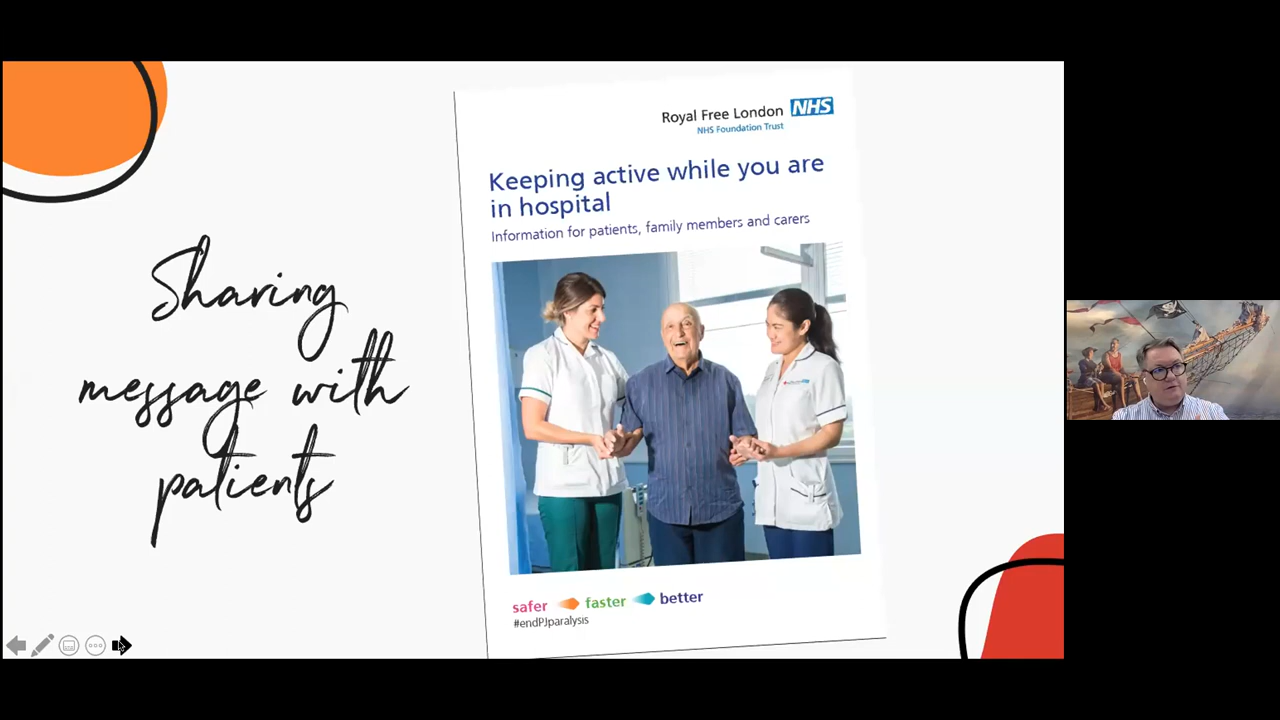 Sharing
message with
patients
Royal Free London NHS
NHS Foundation Trust
Keeping active while you are
in hospital
Information for patients, family members and carers
safer faster better
#endPJparalysis